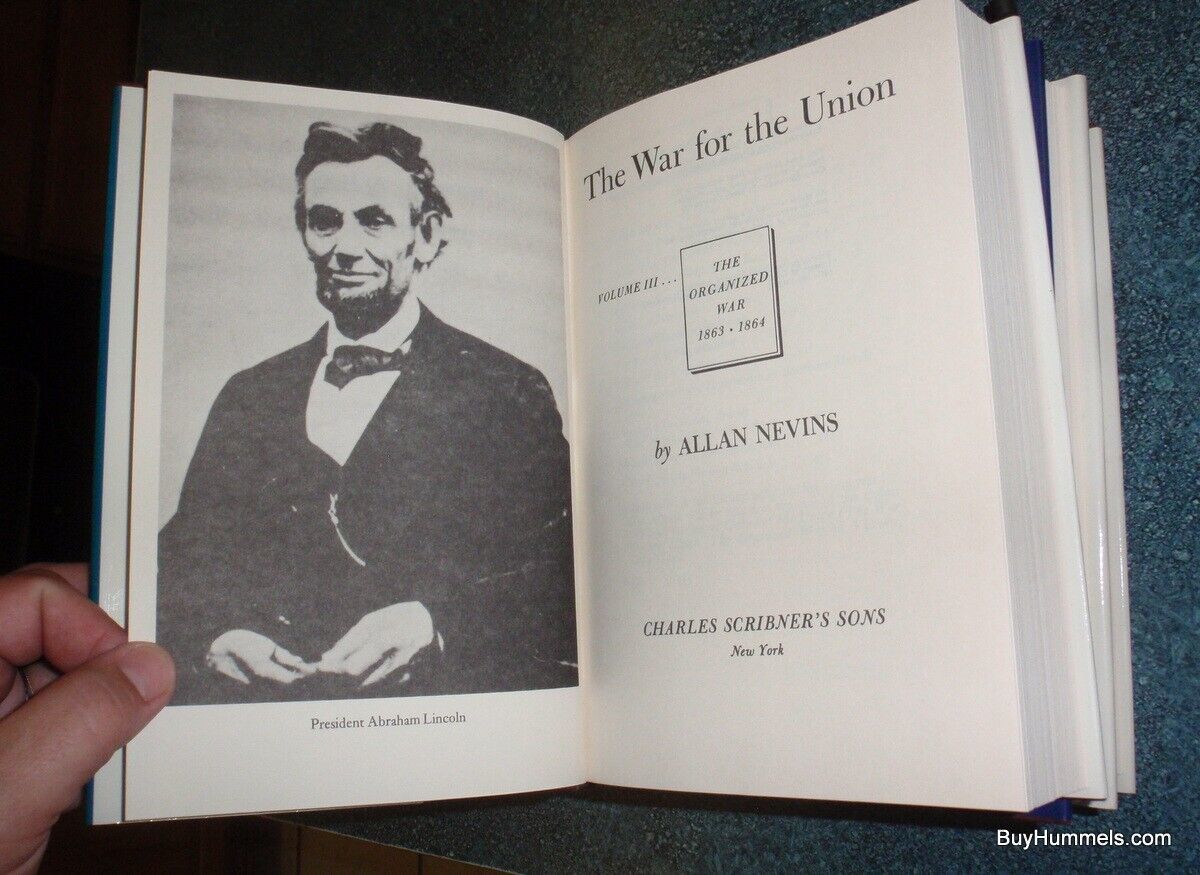 President Abraham Lincoln
The War for the Union
VOLUME III ...
THE
ORGANIZED
WAR
1863 • 1864
by ALLAN NEVINS
CHARLES SCRIBNER'S SONS
New York
BuyHummels.com